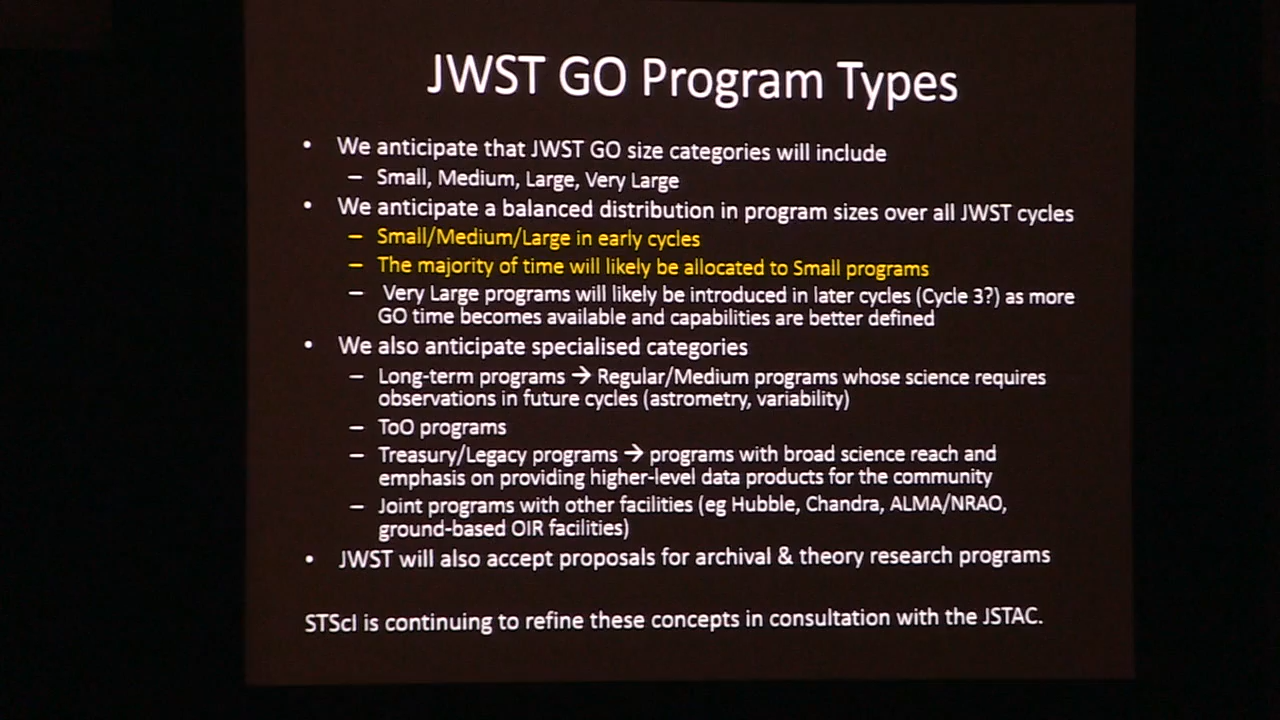 JWST GO Program Types
• We anticipate that JWST GO size categories will include
– Small, Medium, Large, Very Large
• We anticipate a balanced distribution in program sizes over all JWST cycles
– Small/Medium/Large in early cycles
– The majority of time will likely be allocated to Small programs
– Very Large programs will likely be introduced in later cycles (Cycle 3?) as more
GO time becomes available and capabilities are better defined
• We also anticipate specialised categories
– Long-term programs → Regular/Medium programs whose science requires
observations in future cycles (astrometry, variability)
– ToO programs
– Treasury/Legacy programs → programs with broad science reach and
emphasis on providing higher-level data products for the community
– Joint programs with other facilities (eg Hubble, Chandra, ALMA/NRAO,
ground-based OIR facilities)
• JWST will also accept proposals for archival & theory research programs
STScI is continuing to refine these concepts in consultation with the JSTAC.